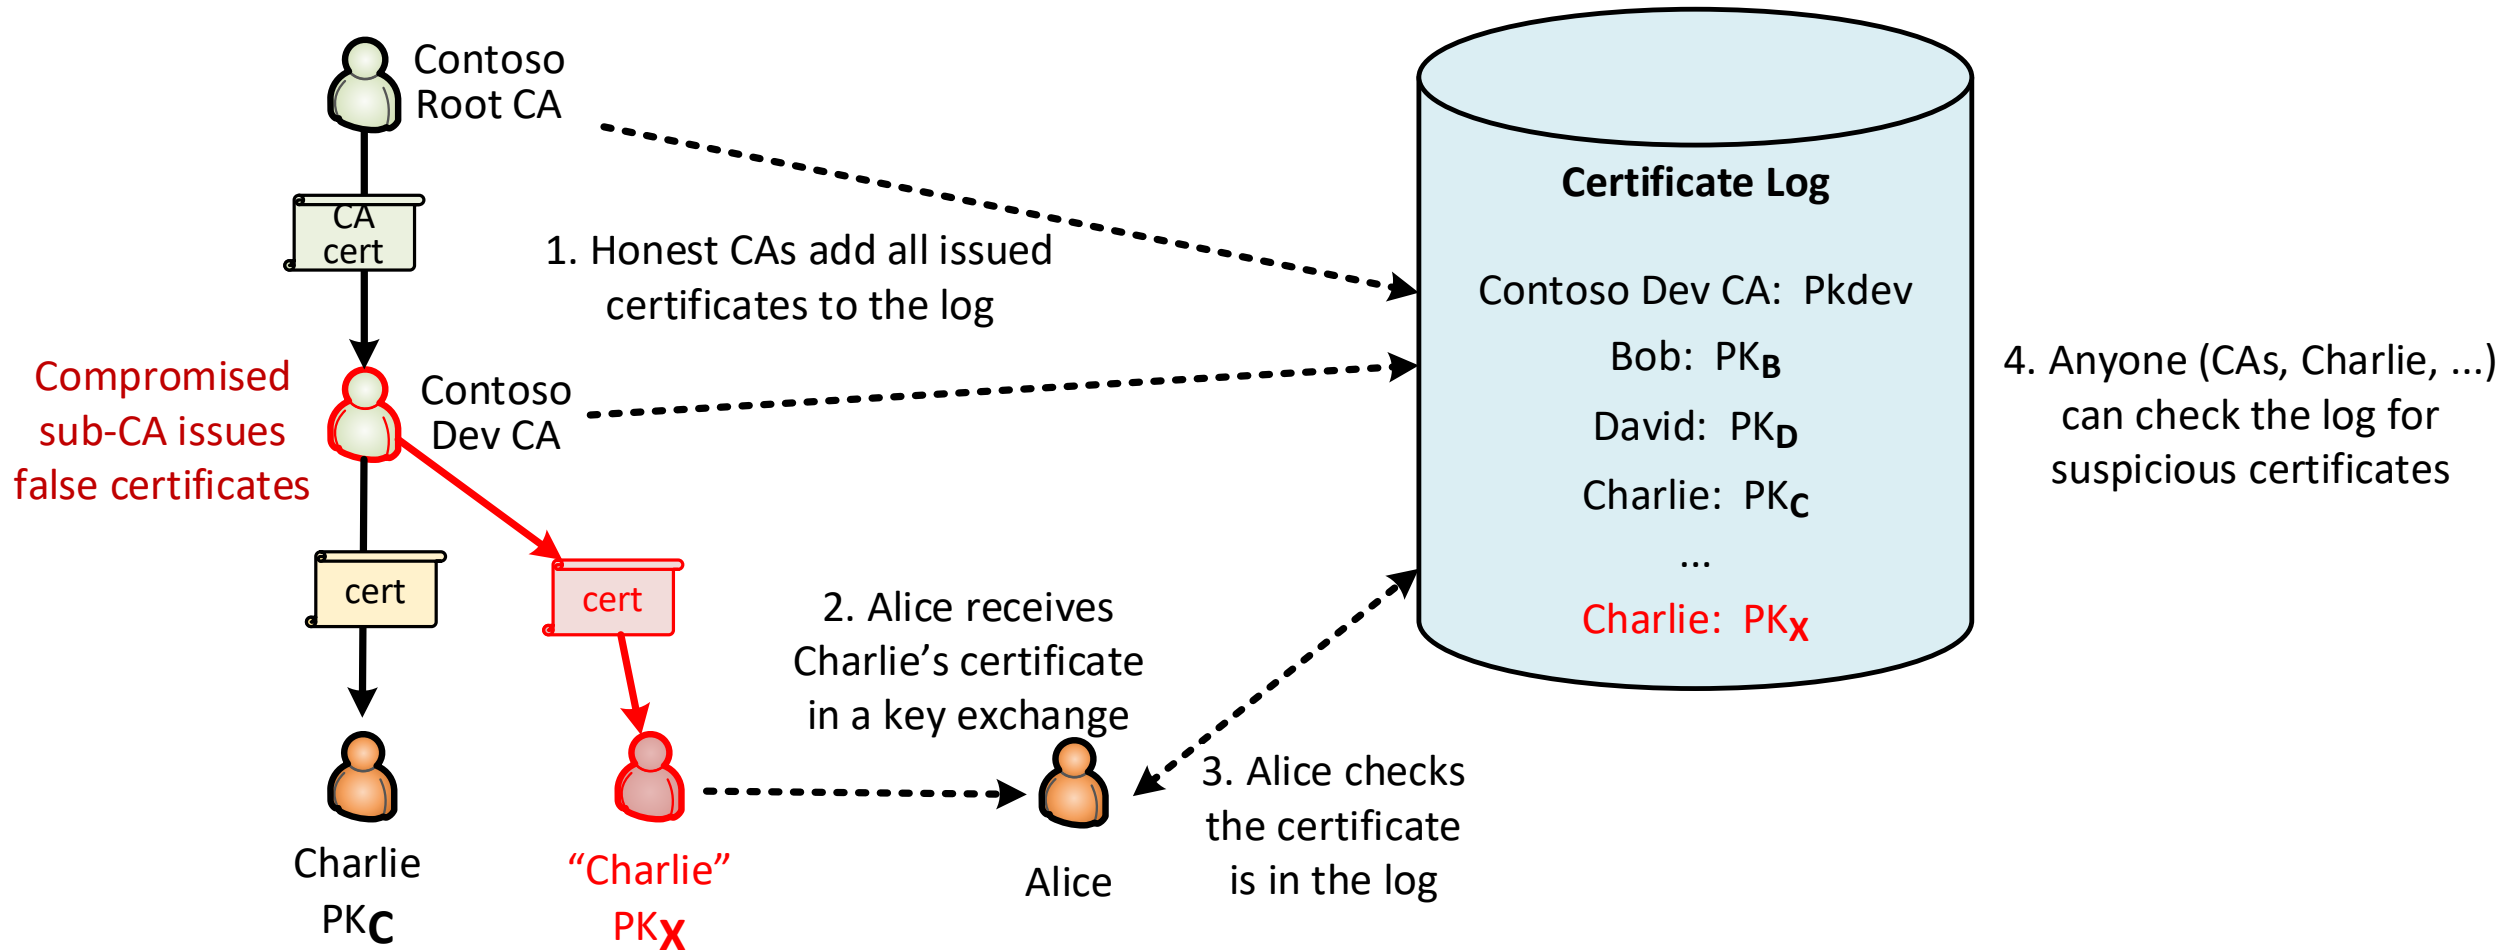 Contoso
Root CA
CA
cert
1. Honest CAs add all issued
certificates to the log
Compromised
sub-CA issues
false certificates
Contoso
Dev CA
cert
cert
Charlie
PKC
“Charlie”
PKX
2. Alice receives
Charlie’s certificate
in a key exchange
Alice
3. Alice checks
the certificate
is in the log
Certificate Log
Contoso Dev CA: Pkdev
Bob: PKB
David: PKD
Charlie: PKC
...
Charlie: PKX
4. Anyone (CAs, Charlie, ...)
can check the log for
suspicious certificates